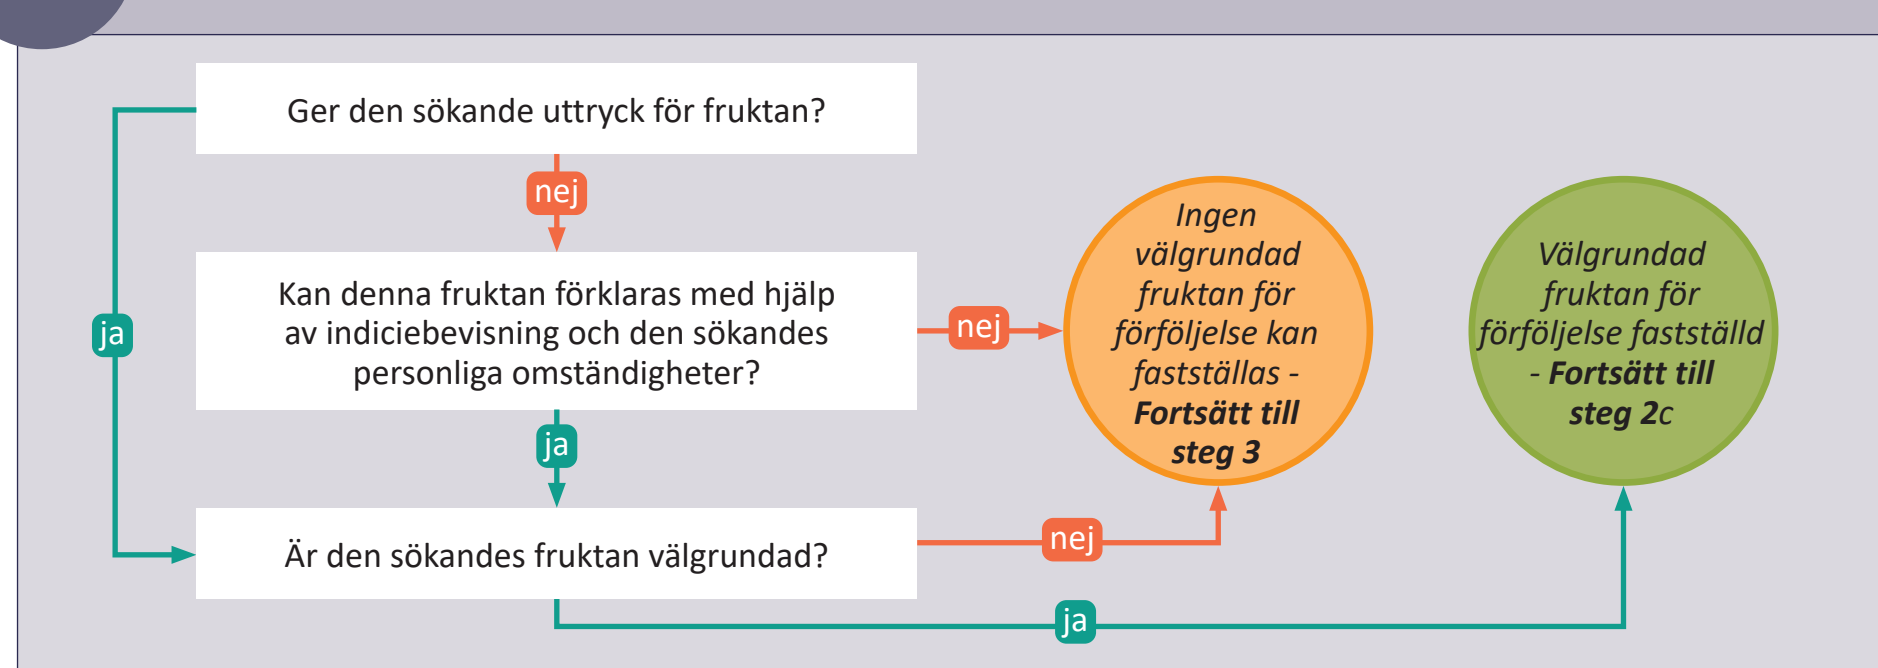 Ger den sökande uttryck för fruktan?
nej
Kan denna fruktan förklaras med hjälp
av indiciebevisning och den sökandes
personliga omständigheter?
ja
nej
ja
Är den sökandes fruktan välgrundad?
nej
ja
Ingen
välgrundad
fruktan för
förföljelse kan
fastställas -
Fortsätt till
steg 3
Välgrundad
fruktan för
förföljelse fastställd
- Fortsätt till
steg 2c